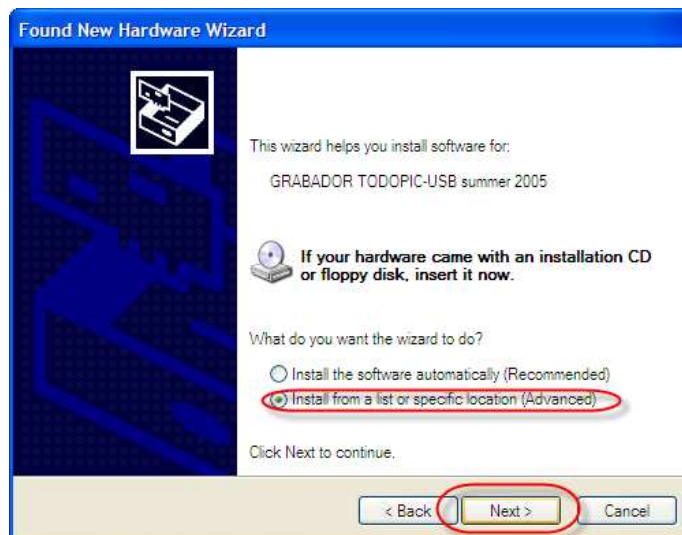 Found New Hardware Wizard
This wizard helps you install software for:
GRABADOR TODOPIC-USB summer 2005
If your hardware came with an installation CD
or floppy disk, insert it now.
What do you want the wizard to do?
Install the software automatically (Recommended)
Install from a list or specific location (Advanced)
Click Next to continue.
< Back Next > Cancel